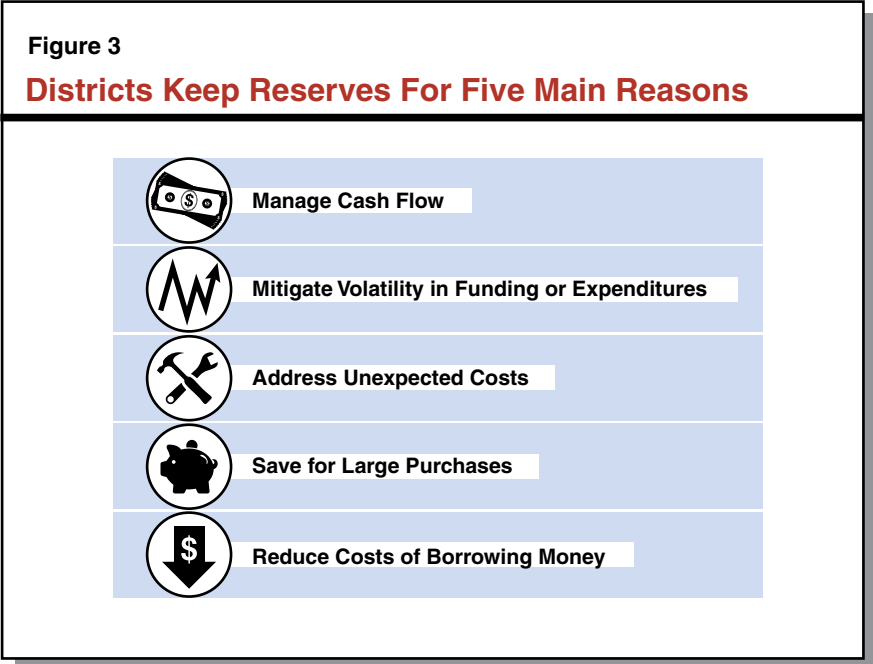 Figure 3
Districts Keep Reserves For Five Main Reasons
$
Manage Cash Flow
Mitigate Volatility in Funding or Expenditures
Address Unexpected Costs
Save for Large Purchases
$
Reduce Costs of Borrowing Money